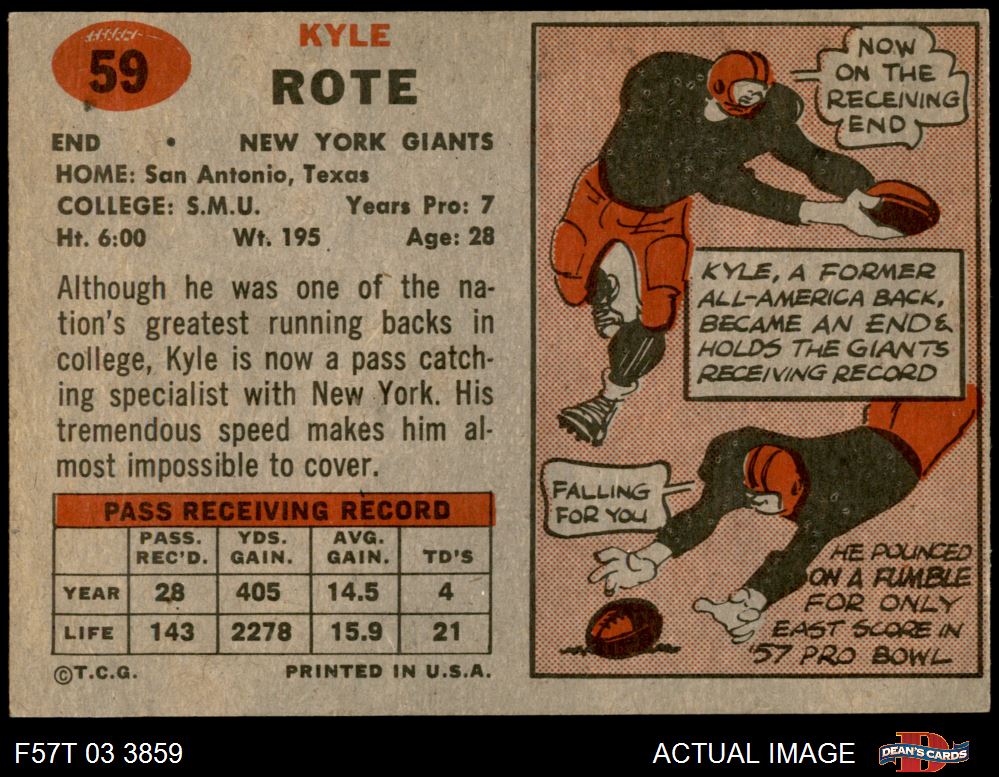 59
KYLE
ROTE
END • NEW YORK GIANTS
HOME: San Antonio, Texas
COLLEGE: S.M.U. Years Pro: 7
Ht. 6:00 Wt. 195 Age: 28
Although he was one of the na-
tion's greatest running backs in
college, Kyle is now a pass catch-
ing specialist with New York. His
tremendous speed makes him al-
most impossible to cover.
PASS RECEIVING RECORD
PASS. REC'D. YDS. GAIN. AVG. GAIN. TD'S
YEAR 28 405 14.5 4
LIFE 143 2278 15.9 21
©T.C.G. PRINTED IN U.S.A.
NOW
ON THE
RECEIVING
END
KYLE, A FORMER
ALL-AMERICA BACK,
BECAME AN END &
HOLDS THE GIANTS
RECEIVING RECORD
FALLING
FOR YOU
HE POUNCED
ON A FUMBLE
FOR ONLY
EAST SCORE IN
'57 PRO BOWL
F57T 03 3859
ACTUAL IMAGE
D
DEAN'S CARDS